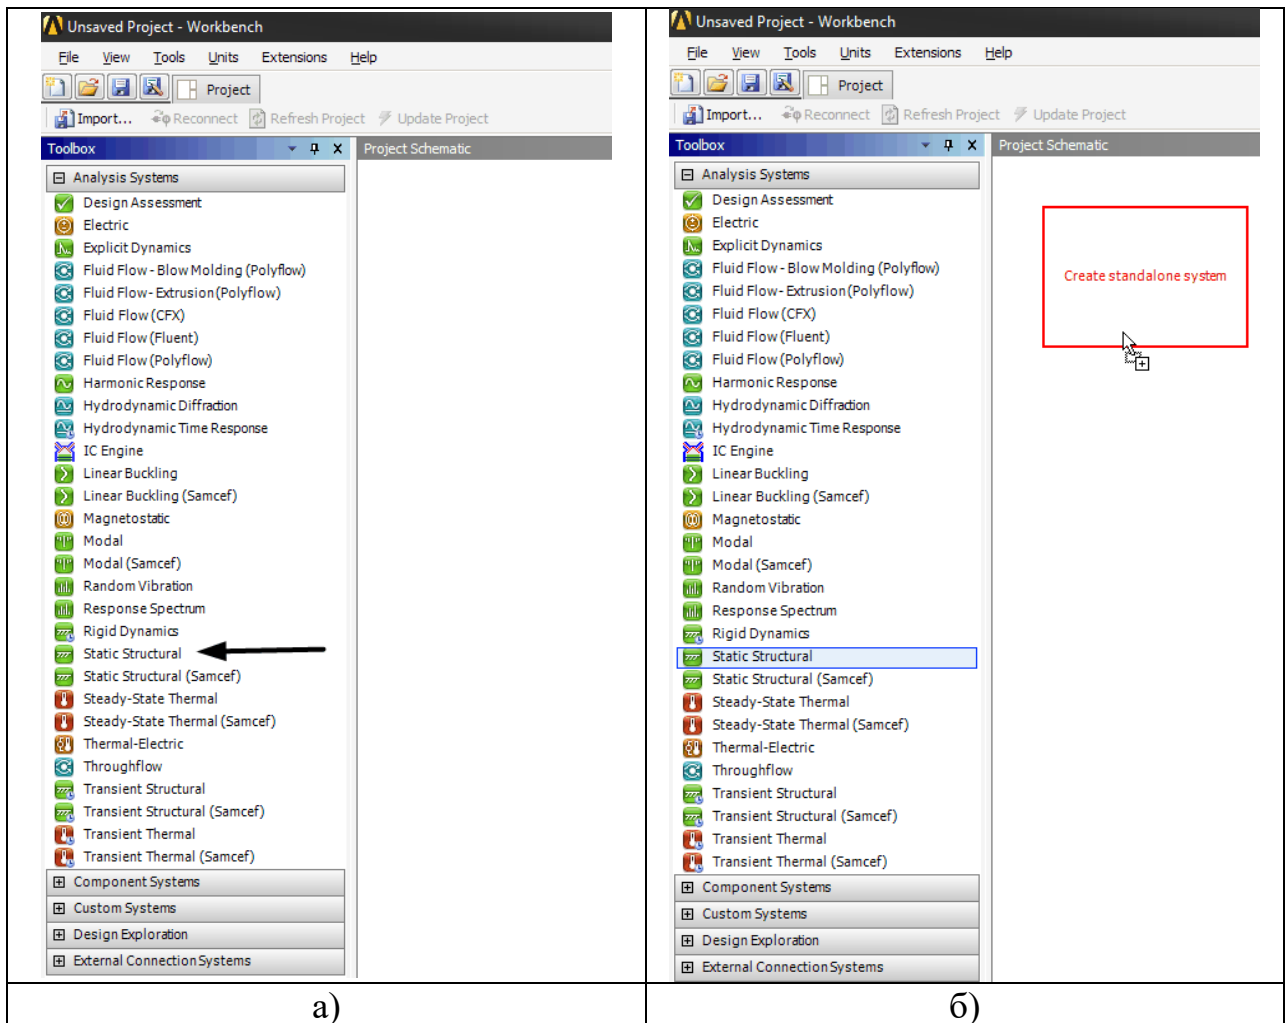 Unsaved Project - Workbench
File View Tools Units Extensions Help
Project
Import... Reconnect Refresh Project Update Project
Toolbox
Project Schematic
Analysis Systems
Design Assessment
Electric
Explicit Dynamics
Fluid Flow - Blow Molding (Polyflow)
Fluid Flow - Extrusion (Polyflow)
Fluid Flow (CFX)
Fluid Flow (Fluent)
Fluid Flow (Polyflow)
Harmonic Response
Hydrodynamic Diffraction
Hydrodynamic Time Response
IC Engine
Linear Buckling
Linear Buckling (Samcef)
Magnetostatic
Modal
Modal (Samcef)
Random Vibration
Response Spectrum
Rigid Dynamics
Static Structural
Static Structural (Samcef)
Steady-State Thermal
Steady-State Thermal (Samcef)
Thermal-Electric
Throughflow
Transient Structural
Transient Structural (Samcef)
Transient Thermal
Transient Thermal (Samcef)
Component Systems
Custom Systems
Design Exploration
External Connection Systems
а)
Unsaved Project - Workbench
File View Tools Units Extensions Help
Project
Import... Reconnect Refresh Project Update Project
Toolbox
Project Schematic
Analysis Systems
Design Assessment
Electric
Explicit Dynamics
Fluid Flow - Blow Molding (Polyflow)
Fluid Flow - Extrusion (Polyflow)
Fluid Flow (CFX)
Fluid Flow (Fluent)
Fluid Flow (Polyflow)
Harmonic Response
Hydrodynamic Diffraction
Hydrodynamic Time Response
IC Engine
Linear Buckling
Linear Buckling (Samcef)
Magnetostatic
Modal
Modal (Samcef)
Random Vibration
Response Spectrum
Rigid Dynamics
Static Structural
Static Structural (Samcef)
Steady-State Thermal
Steady-State Thermal (Samcef)
Thermal-Electric
Throughflow
Transient Structural
Transient Structural (Samcef)
Transient Thermal
Transient Thermal (Samcef)
Component Systems
Custom Systems
Design Exploration
External Connection Systems
Create standalone system
б)